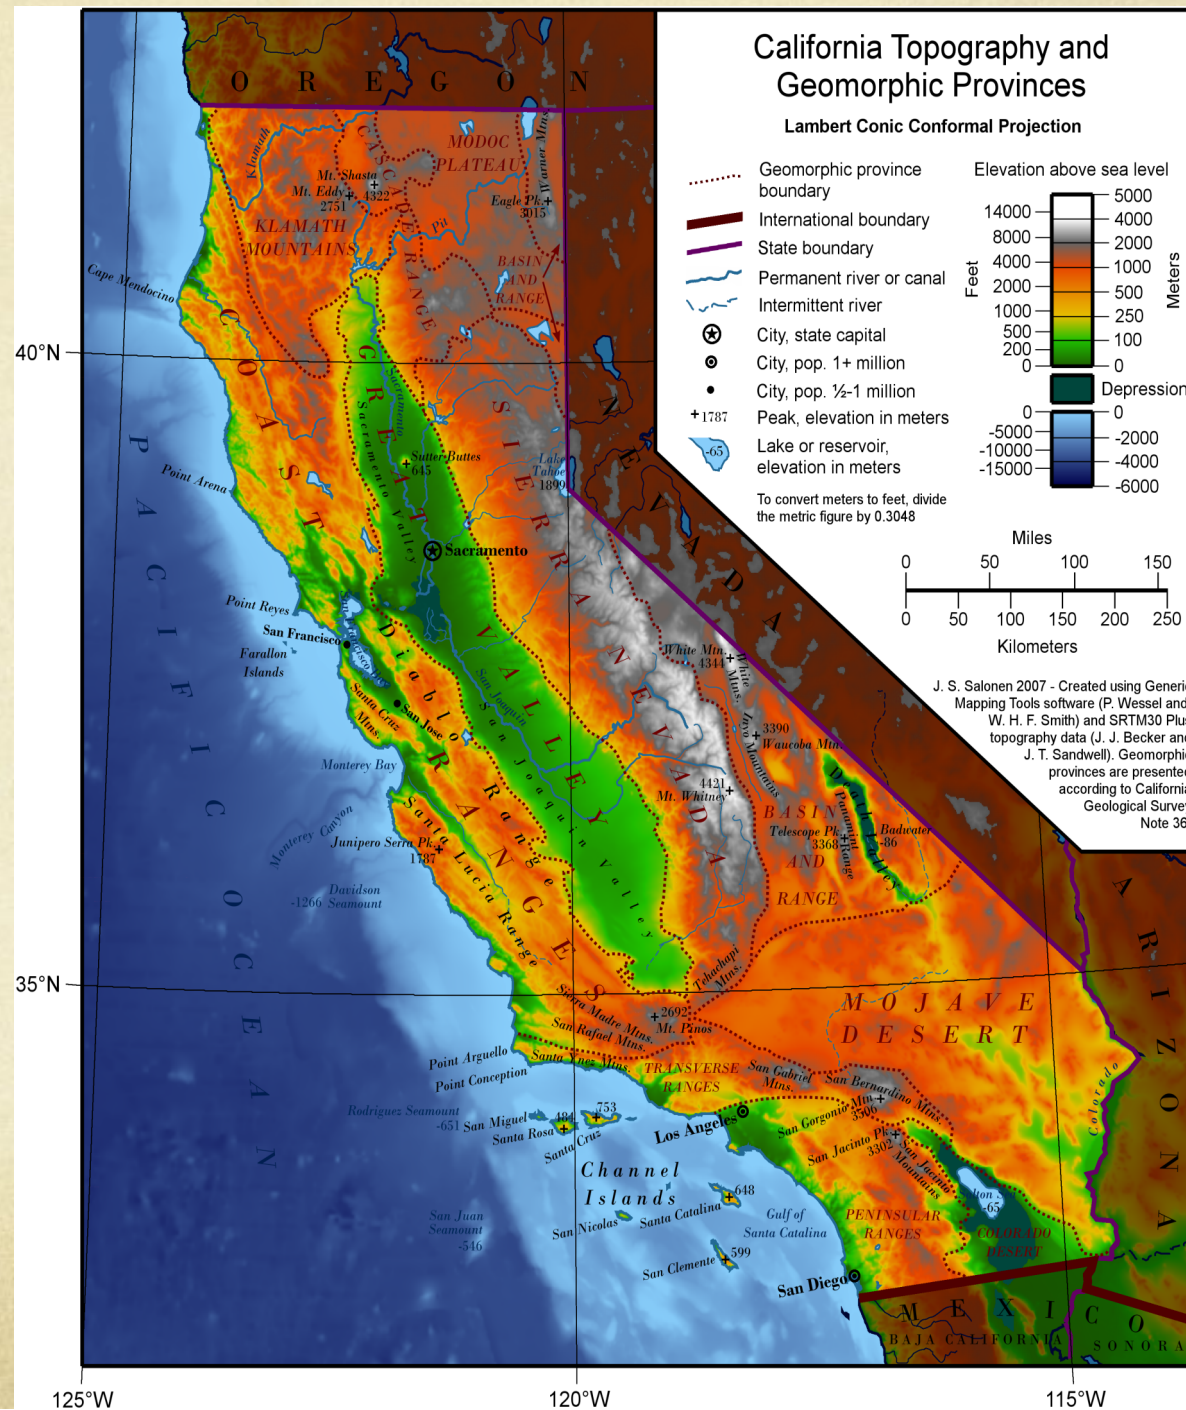 California Topography and
Geomorphic Provinces
Lambert Conic Conformal Projection
Geomorphic province
boundary
International boundary
State boundary
Permanent river or canal
Intermittent river
City, state capital
City, pop. 1+ million
City, pop. ½-1 million
+1787 Peak, elevation in meters
-65 Lake or reservoir,
elevation in meters
To convert meters to feet, divide
the metric figure by 0.3048
Elevation above sea level
Feet
Meters
14000
8000
4000
2000
1000
500
200
0
5000
4000
2000
1000
500
250
100
0
Depression
0
-5000
-10000
-15000
0
-2000
-4000
-6000
Miles
0 50 100 150
0 50 100 150 200 250
Kilometers
J. S. Salonen 2007 - Created using Generic
Mapping Tools software (P. Wessel and
W. H. F. Smith) and SRTM30 Plus
topography data (J. J. Becker and
J. T. Sandwell). Geomorphic
provinces are presented
according to California
Geological Survey
Note 36
OREGON
NEVADA
ARIZONA
MEXICO
BAJA CALIFORNIA
SONORA
PACIFIC OCEAN
40°N
35°N
125°W
120°W
115°W
Klamath
CASCADE RANGE
MODOC
PLATEAU
Warner Mtns.
Mt. Shasta
4322
Mt. Eddy
2751
Eagle Pk.
3015
KLAMATH
MOUNTAINS
Pit
BASIN
AND
RANGE
Cape Mendocino
COAST RANGES
GREAT VALLEY
SIERRA NEVADA
Sacramento
Sacramento Valley
Sutter Buttes
645
Lake
Tahoe
1899
Point Arena
Sacramento
Point Reyes
San Francisco
San Francisco Bay
Farallon
Islands
Diablo Range
San Joaquin
San Joaquin Valley
Santa Cruz
Mtns.
San Jose
White Mtn.
4344
White Mtns.
Inyo Mountains
3390
Waucoba Mtn.
Monterey Bay
4421
Mt. Whitney
Death Valley
Panamint Range
BASIN
AND
RANGE
Telescope Pk.
3368
Badwater
-86
Monterey Canyon
Santa Lucia Range
Junipero Serra Pk.
1787
Davidson
Seamount
-1266
Tehachapi
Mtns.
Sierra Madre Mtns.
2692
Mt. Pinos
San Rafael Mtns.
MOJAVE
DESERT
Point Arguello
Santa Ynez Mtns.
TRANSVERSE
RANGES
San Gabriel
Mtns.
San Bernardino Mtns.
Point Conception
Colorado
Rodriguez Seamount
-651
San Miguel
484
753
Santa Rosa
Santa Cruz
Los Angeles
San Gorgonio Mtn.
3506
San Jacinto Pk.
3302
San Jacinto
Mountains
Channel
Islands
648
Santa Catalina
San Nicolas
Gulf of
Santa Catalina
San Juan
Seamount
-546
PENINSULAR
RANGES
Salton Sea
-65
COLORADO
DESERT
San Clemente
599
San Diego